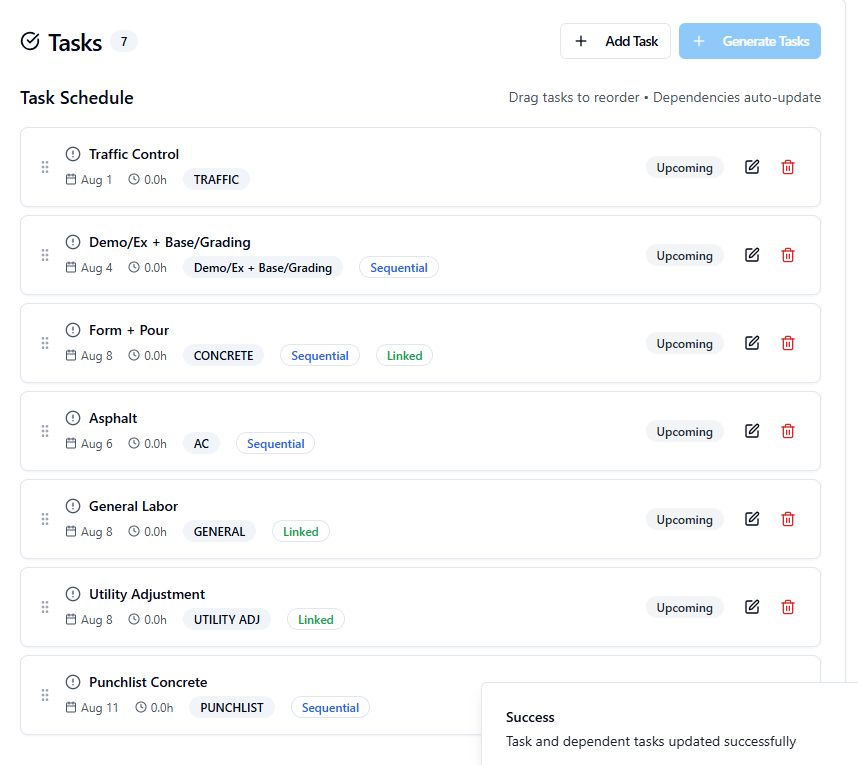 Tasks 7
+ Add Task + Generate Tasks
Task Schedule
Drag tasks to reorder • Dependencies auto-update
Traffic Control
Aug 1 0.0h TRAFFIC
Upcoming
Demo/Ex + Base/Grading
Aug 4 0.0h Demo/Ex + Base/Grading Sequential
Upcoming
Form + Pour
Aug 8 0.0h CONCRETE Sequential Linked
Upcoming
Asphalt
Aug 6 0.0h AC Sequential
Upcoming
General Labor
Aug 8 0.0h GENERAL Linked
Upcoming
Utility Adjustment
Aug 8 0.0h UTILITY ADJ Linked
Upcoming
Punchlist Concrete
Aug 11 0.0h PUNCHLIST Sequential
Success
Task and dependent tasks updated successfully